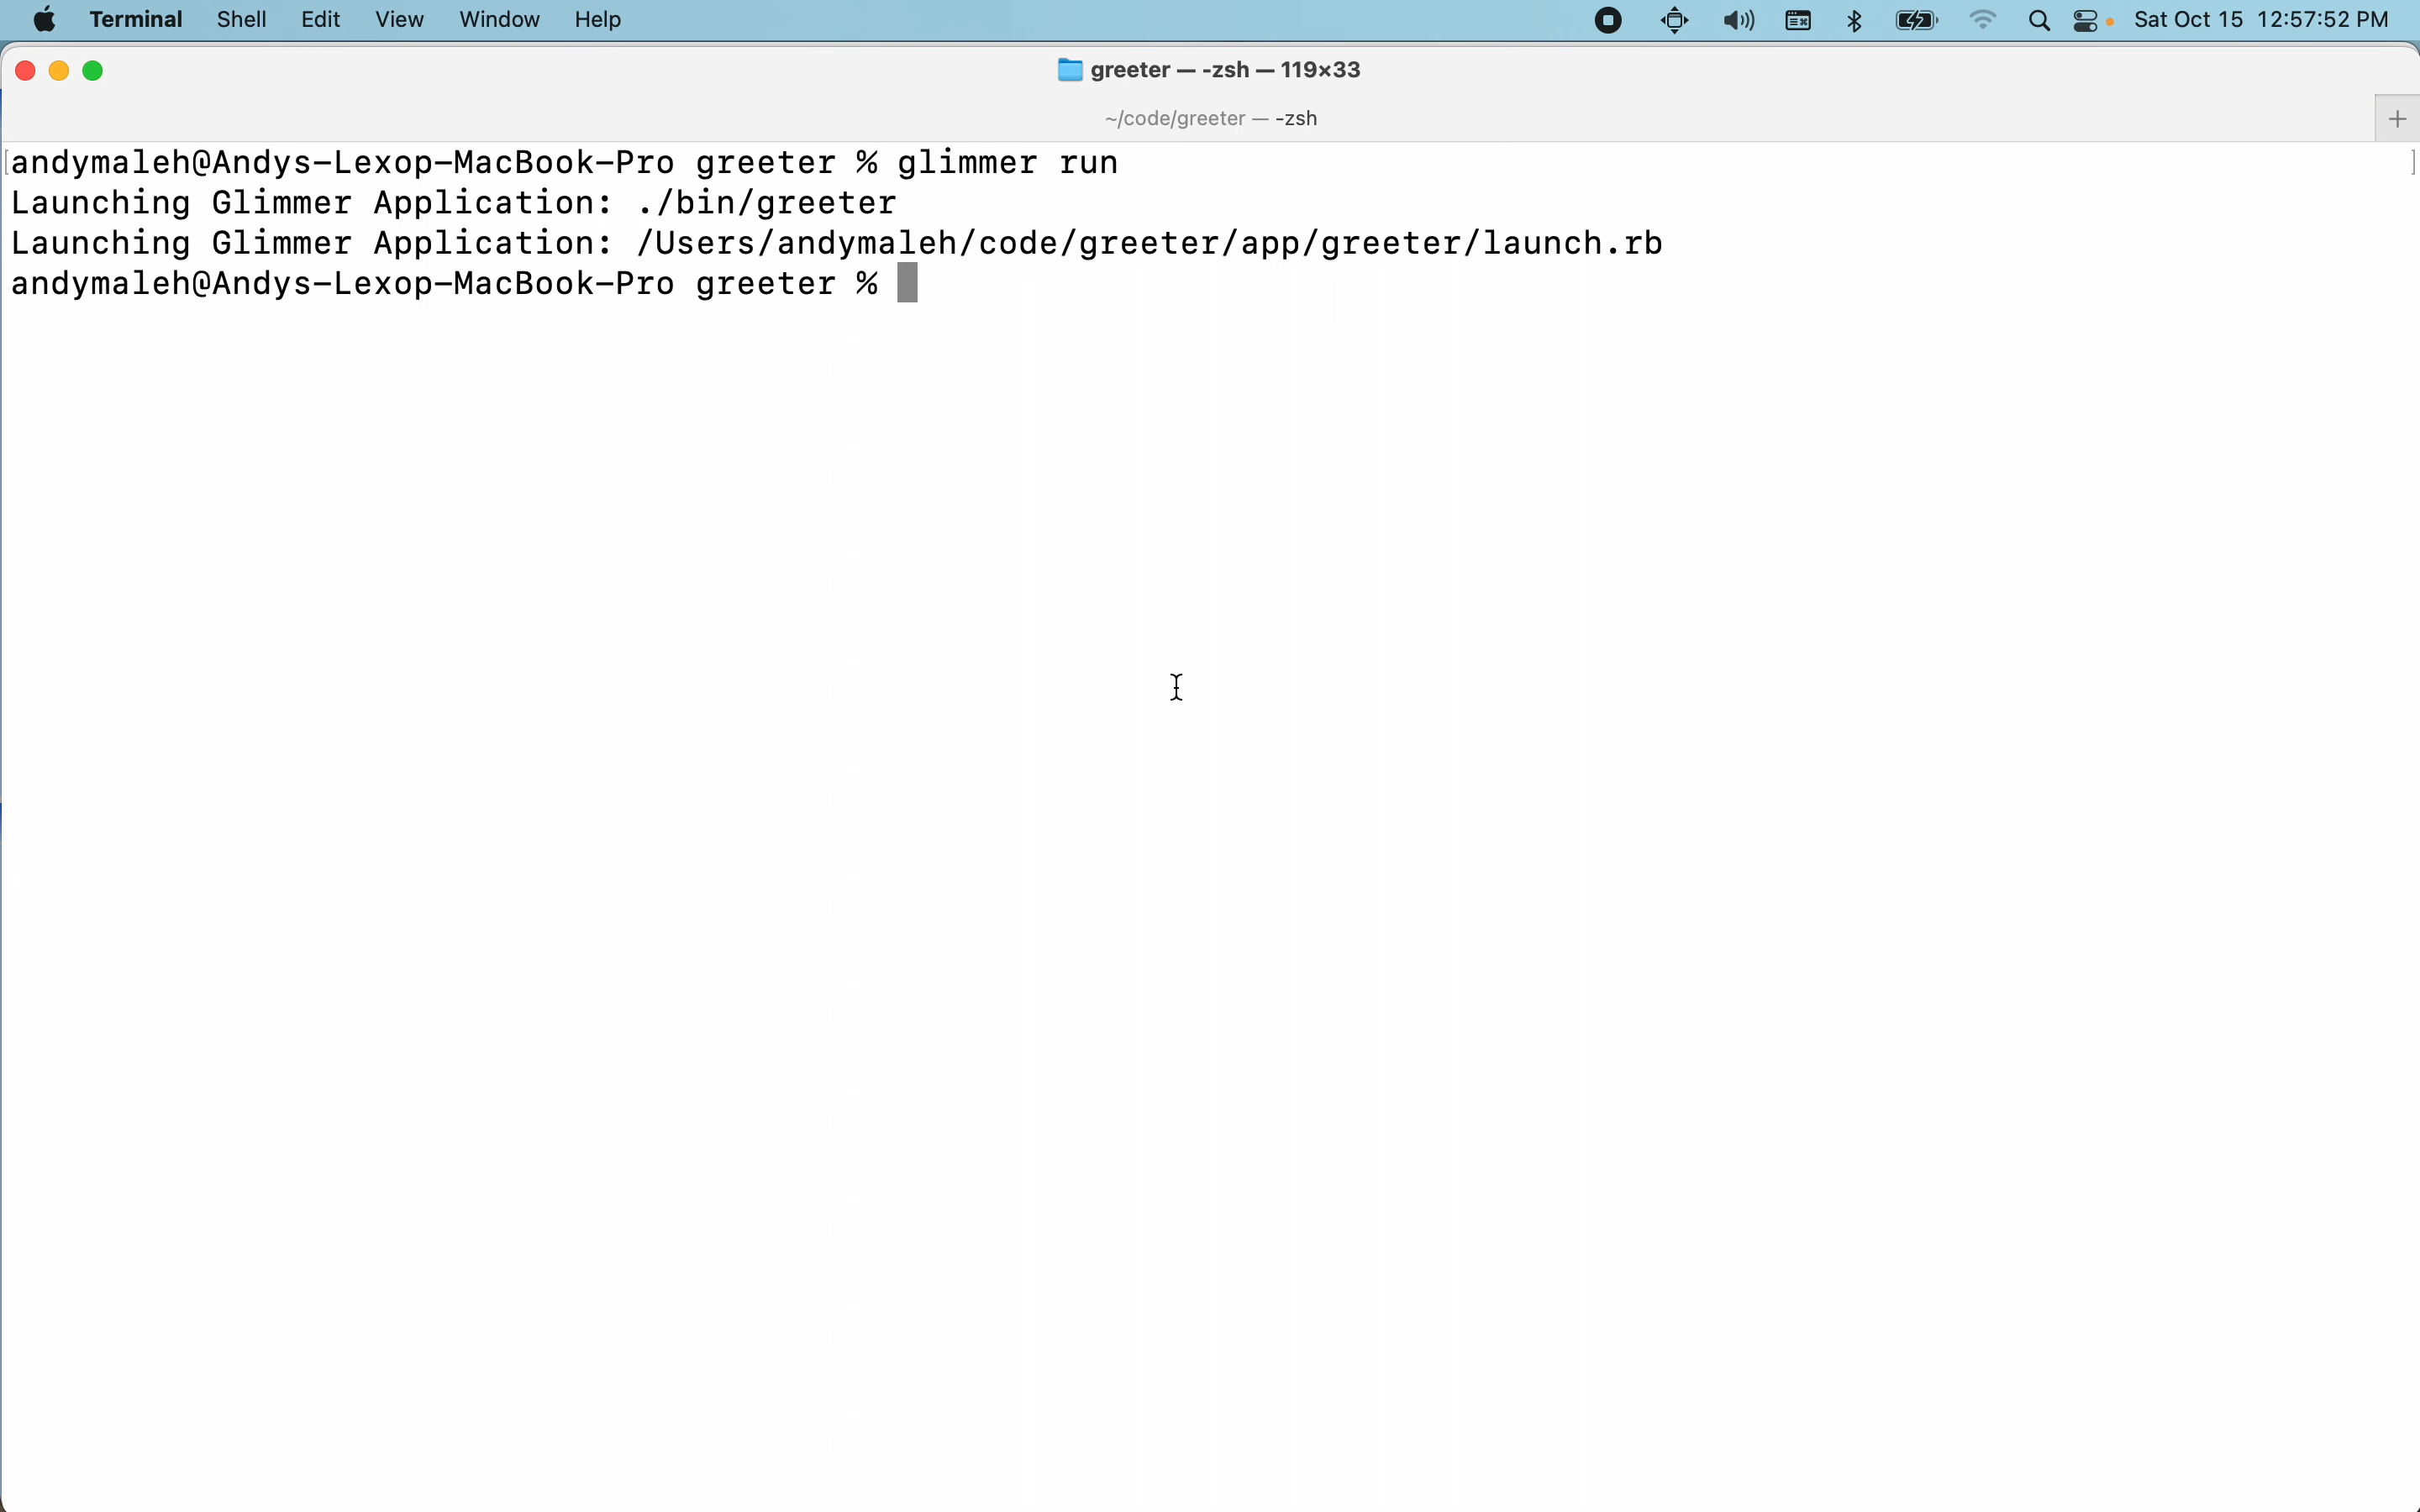 Terminal Shell Edit View Window Help Sat Oct 15 12:57:52 PM
greeter — -zsh — 119×33
~/code/greeter — -zsh
andymaleh@Andys-Lexop-MacBook-Pro greeter % glimmer run
Launching Glimmer Application: ./bin/greeter
Launching Glimmer Application: /Users/andymaleh/code/greeter/app/greeter/launch.rb
andymaleh@Andys-Lexop-MacBook-Pro greeter %